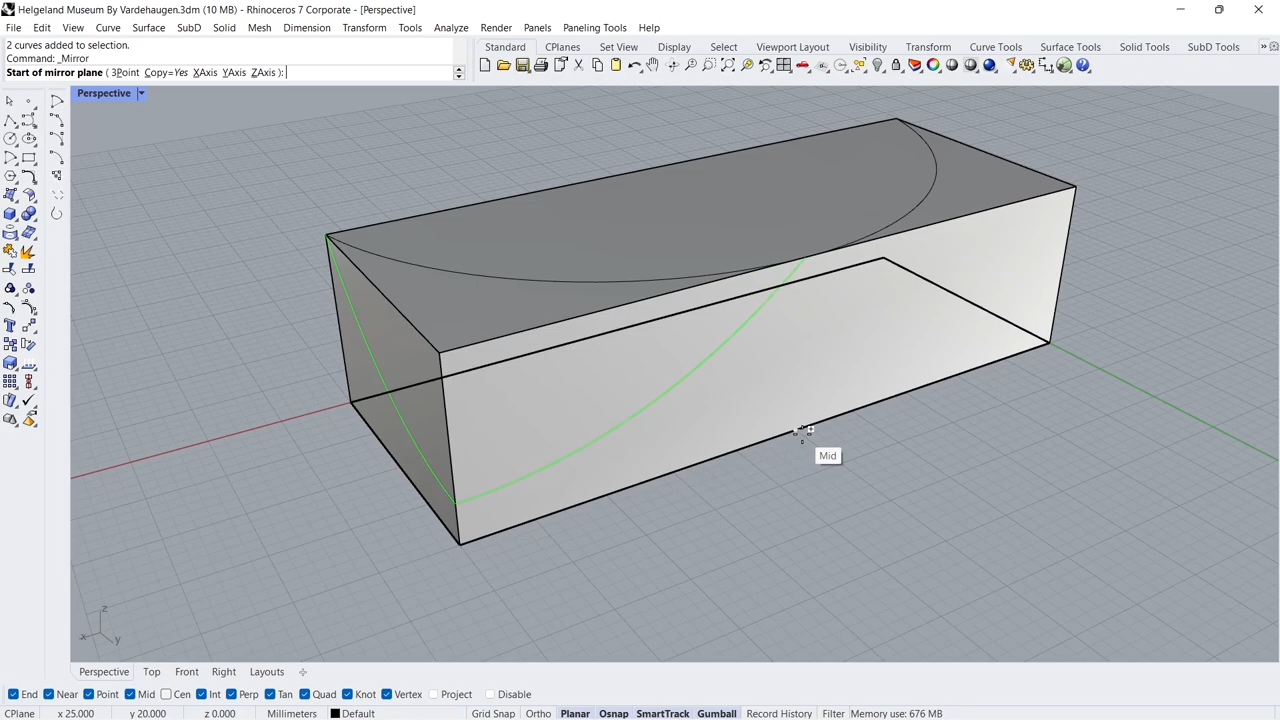 Helgeland Museum By Vardehaugen.3dm (10 MB) - Rhinoceros 7 Corporate - [Perspective]
File Edit View Curve Surface SubD Solid Mesh Dimension Transform Tools Analyze Render Panels Paneling Tools Help
2 curves added to selection.
Command: _Mirror
Start of mirror plane ( 3Point Copy=Yes XAxis YAxis ZAxis ):
Standard CPlanes Set View Display Select Viewport Layout Visibility Transform Curve Tools Surface Tools Solid Tools SubD Tools
Perspective
Mid
z
x y
Perspective Top Front Right Layouts
End Near Point Mid Cen Int Perp Tan Quad Knot Vertex Project Disable
CPlane x 25.000 y 20.000 z 0.000 Millimeters Default Grid Snap Ortho Planar Osnap SmartTrack Gumball Record History Filter Memory use: 676 MB